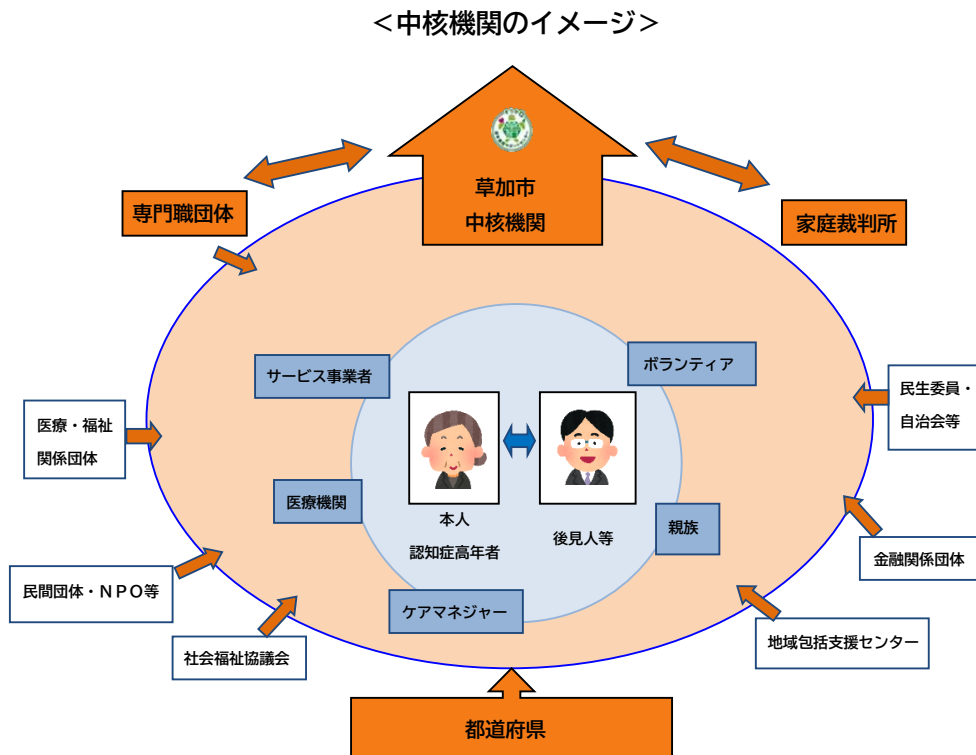 ＜中核機関のイメージ＞
草加市
中核機関
専門職団体
家庭裁判所
サービス事業者
ボランティア
民生委員・
自治会等
医療・福祉
関係団体
医療機関
本人
認知症高年者
後見人等
親族
金融関係団体
民間団体・ＮＰＯ等
ケアマネジャー
社会福祉協議会
地域包括支援センター
都道府県